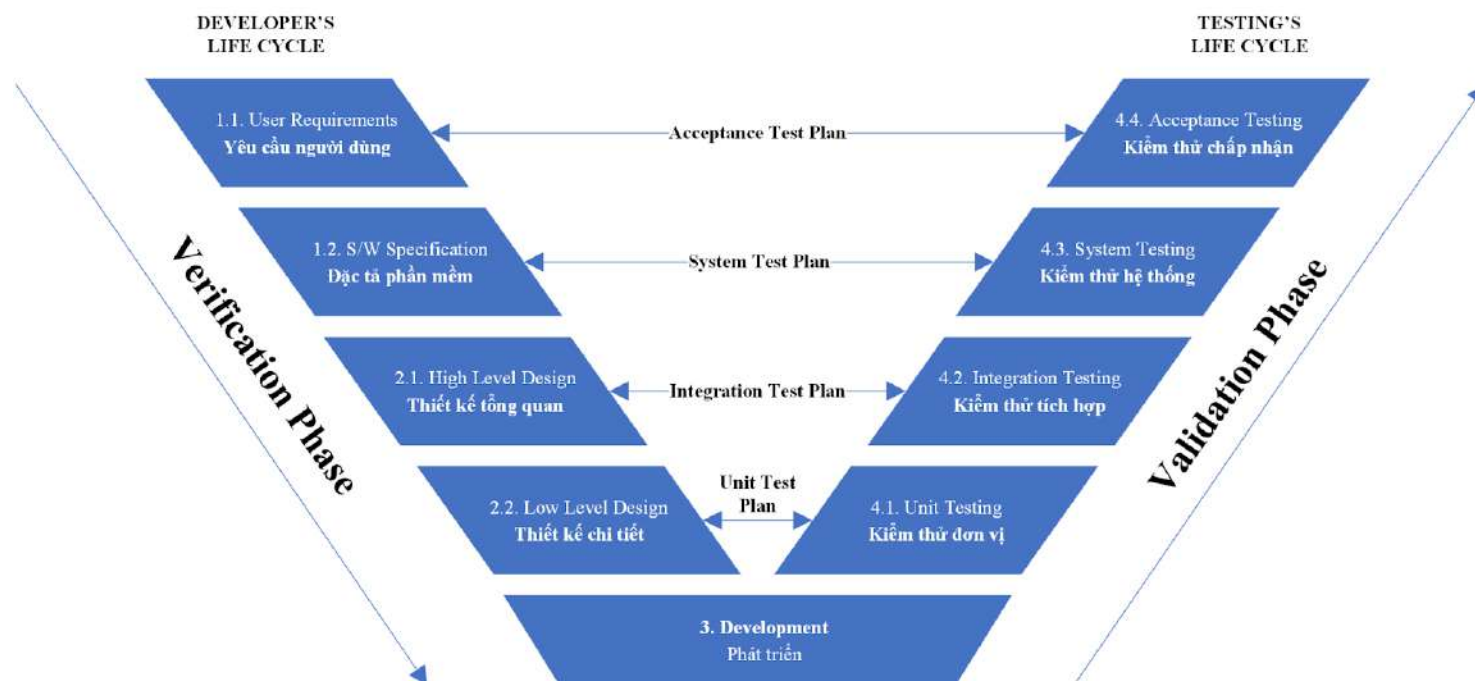 DEVELOPER'S
LIFE CYCLE
TESTING'S
LIFE CYCLE
1.1. User Requirements
Yêu cầu người dùng
Acceptance Test Plan
4.4. Acceptance Testing
Kiểm thử chấp nhận
1.2. S/W Specification
Đặc tả phần mềm
System Test Plan
4.3. System Testing
Kiểm thử hệ thống
Verification Phase
Validation Phase
2.1. High Level Design
Thiết kế tổng quan
Integration Test Plan
4.2. Integration Testing
Kiểm thử tích hợp
2.2. Low Level Design
Thiết kế chi tiết
Unit Test
Plan
4.1. Unit Testing
Kiểm thử đơn vị
3. Development
Phát triển